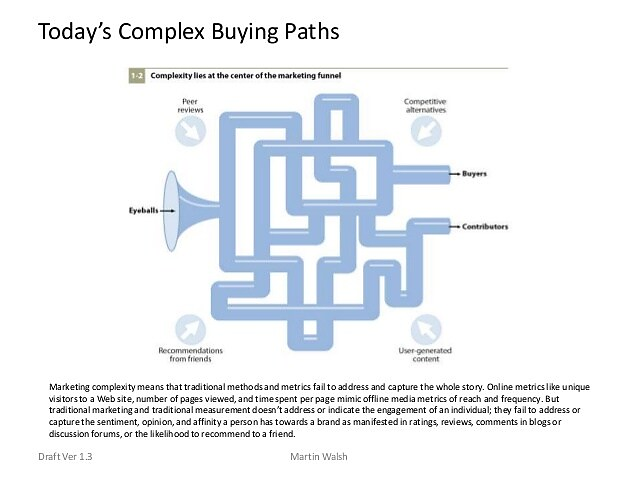 Today's Complex Buying Paths
1-2 Complexity lies at the center of the marketing funnel
Peer
reviews
Competitive
alternatives
Buyers
Eyeballs
Contributors
Recommendations
from friends
User-generated
content
Marketing complexity means that traditional methods and metrics fail to address and capture the whole story. Online metrics like unique
visitors to a Web site, number of pages viewed, and time spent per page mimic offline media metrics of reach and frequency. But
traditional marketing and traditional measurement doesn't address or indicate the engagement of an individual; they fail to address or
capture the sentiment, opinion, and affinity a person has towards a brand as manifested in ratings, reviews, comments in blogs or
discussion forums, or the likelihood to recommend to a friend.
Draft Ver 1.3
Martin Walsh